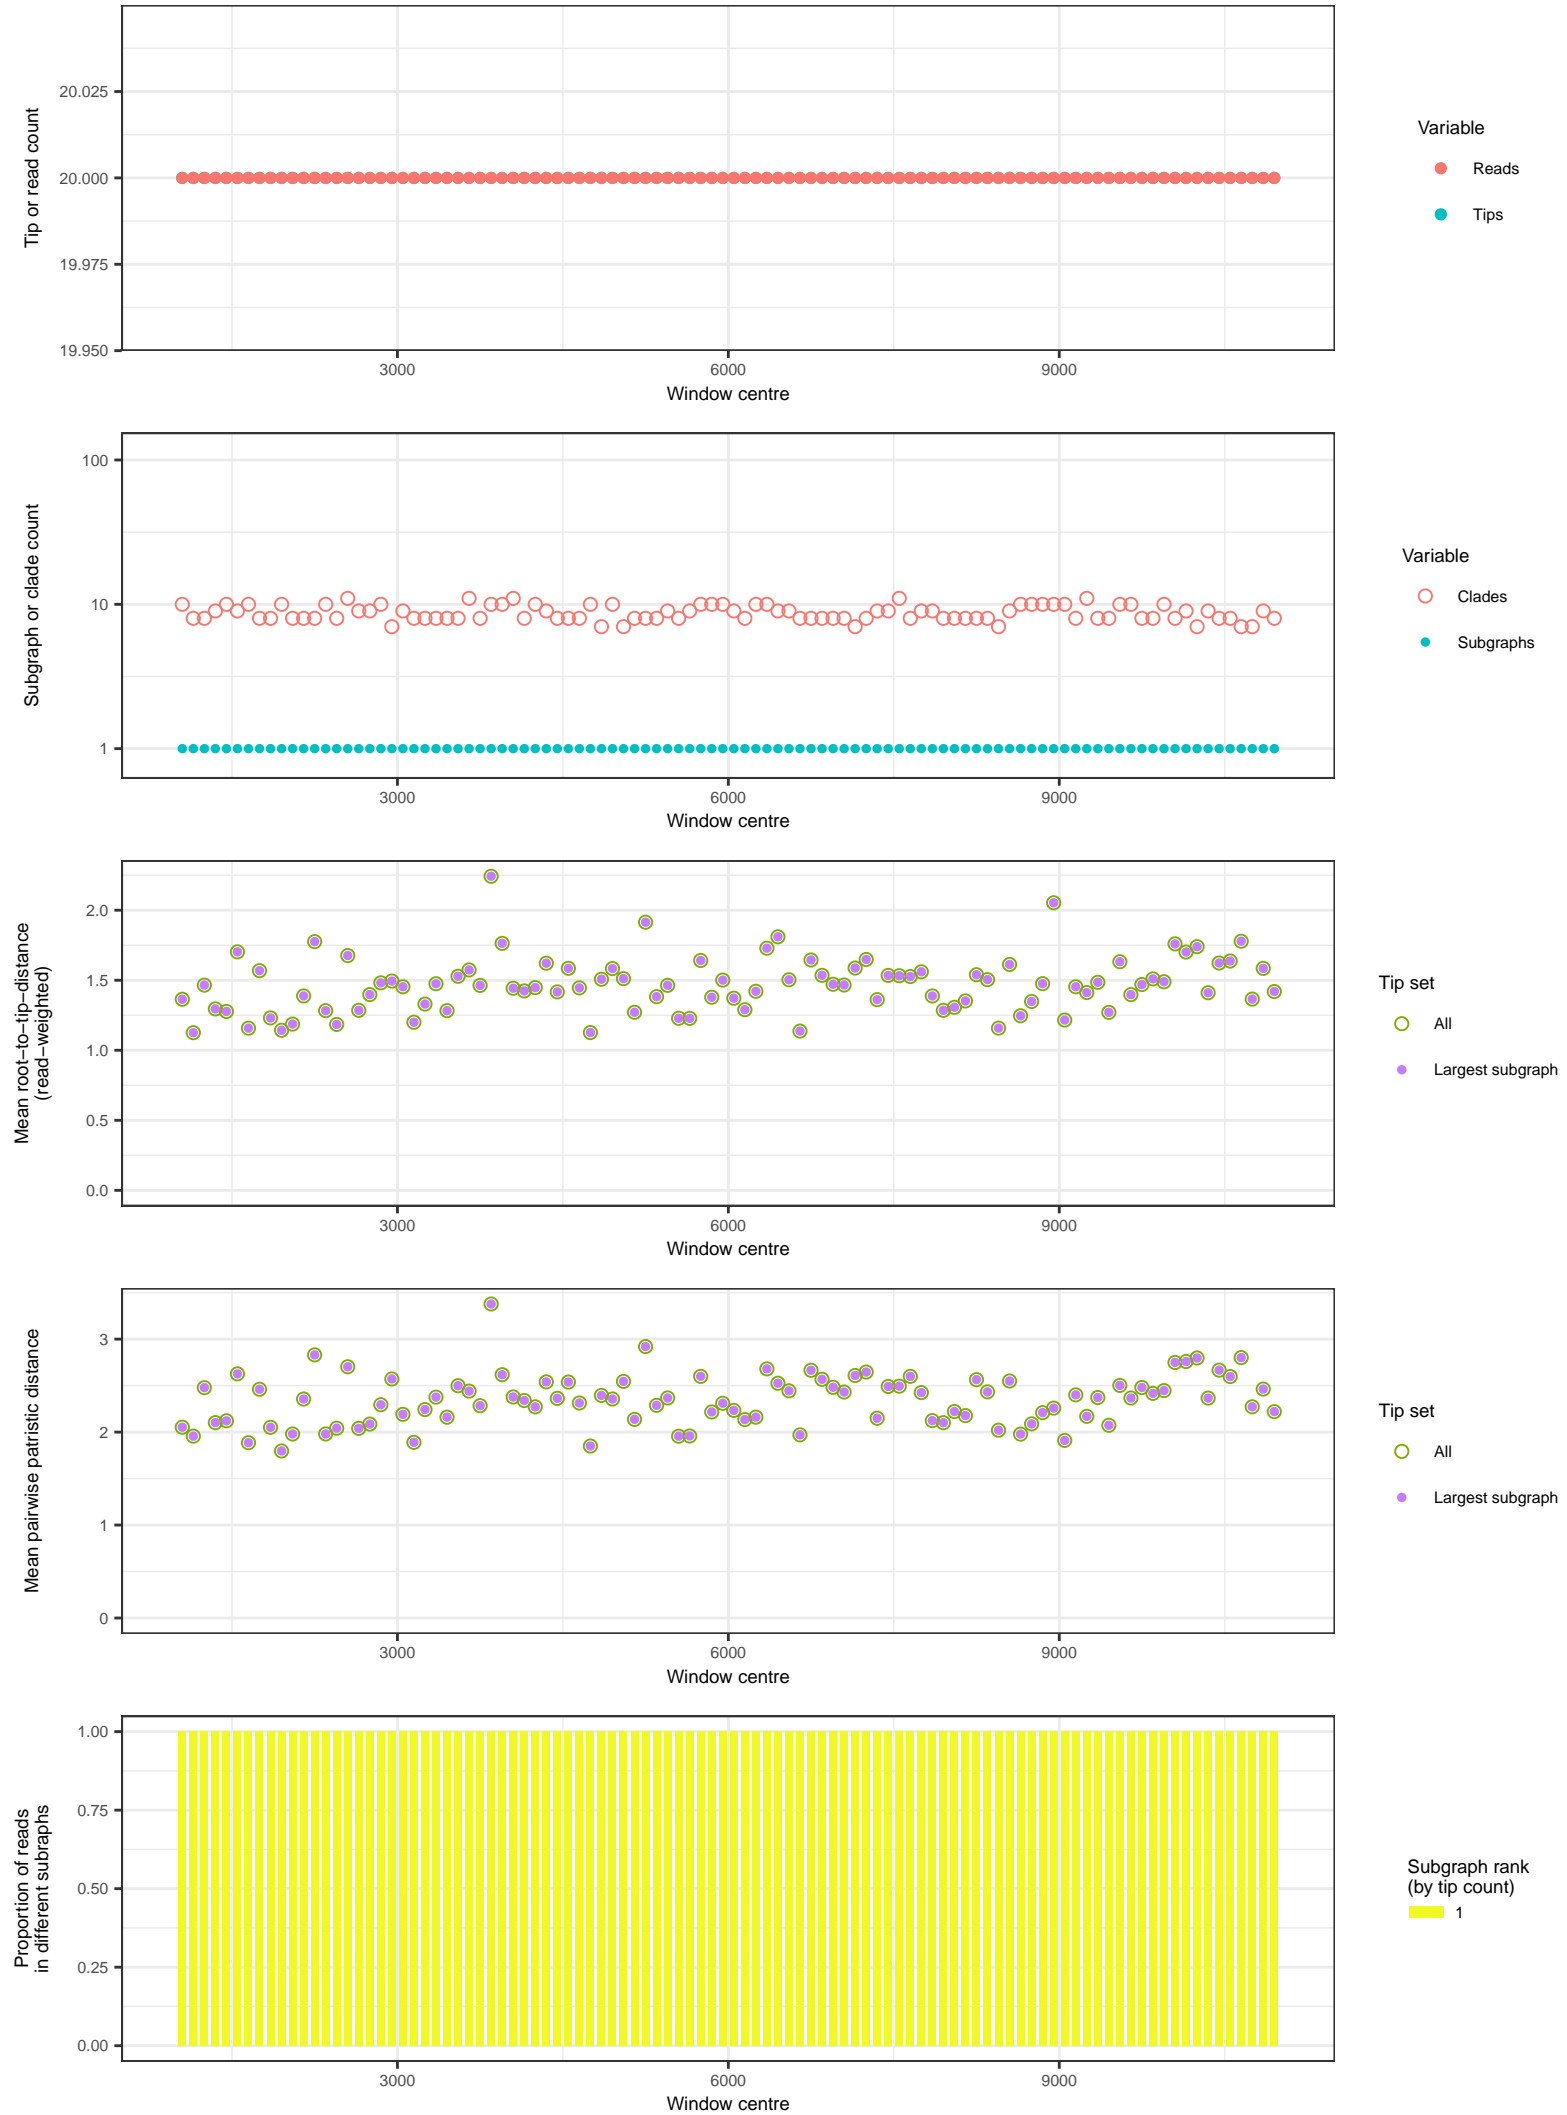 20.025
20.000
19.975
19.950
Tip or read count
3000 6000 9000
Window centre
Variable
Reads
Tips
100
10
1
Subgraph or clade count
3000 6000 9000
Window centre
Variable
Clades
Subgraphs
2.0
1.5
1.0
0.5
0.0
Mean root−to−tip−distance
(read−weighted)
3000 6000 9000
Window centre
Tip set
All
Largest subgraph
3
2
1
0
Mean pairwise patristic distance
3000 6000 9000
Window centre
Tip set
All
Largest subgraph
1.00
0.75
0.50
0.25
0.00
Proportion of reads
in different subraphs
3000 6000 9000
Window centre
Subgraph rank
(by tip count)
1